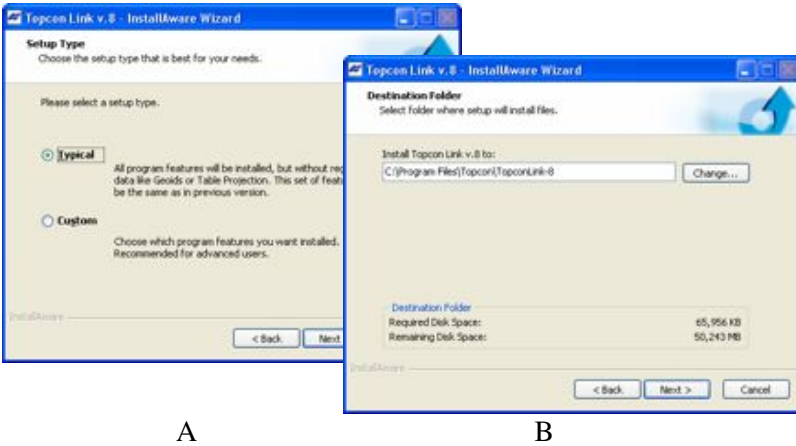 Topcon Link v.8 - InstallAware Wizard
Setup Type
Choose the setup type that is best for your needs.
Please select a setup type.
Typical
All program features will be installed, but without
data like Geoids or Table Projection. This set of
be the same as in previous version.
Custom
Choose which program features you want installed.
Recommended for advanced users.
InstallAware
< Back
Next
Topcon Link v.8 - InstallAware Wizard
Destination Folder
Select folder where setup will install files.
Install Topcon Link v.8 to:
C:\Program Files\Topcon\TopconLink-8
Change...
Destination Folder
Required Disk Space: 65,956 KB
Remaining Disk Space: 50,243 MB
InstallAware
< Back
Next >
Cancel
A
B